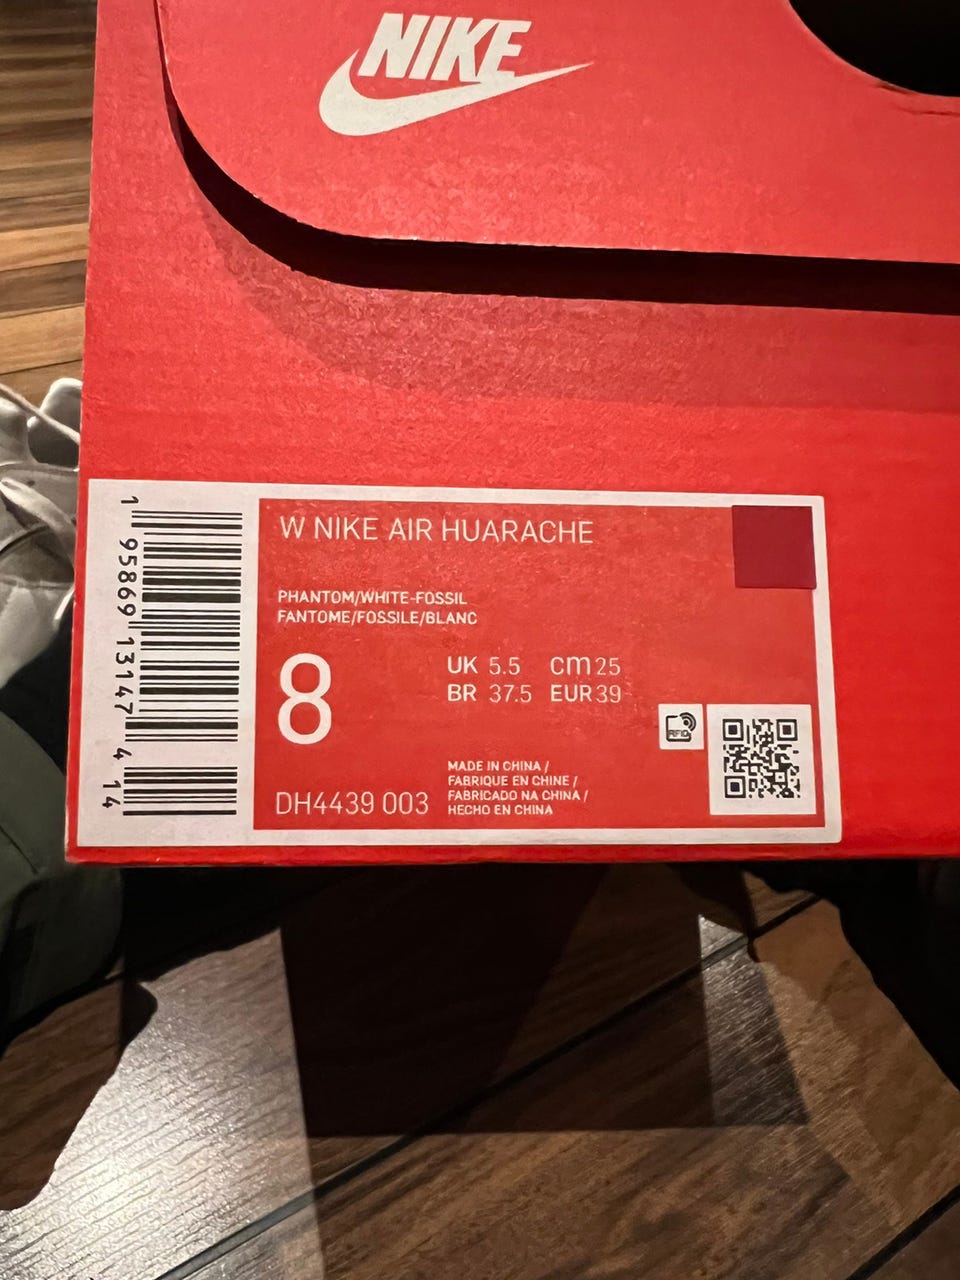 NIKE
W NIKE AIR HUARACHE
PHANTOM/WHITE-FOSSIL
FANTOME/FOSSILE/BLANC
8
UK 5.5 cm 25
BR 37.5 EUR 39
RFID
MADE IN CHINA /
FABRIQUE EN CHINE /
FABRICADO NA CHINA /
HECHO EN CHINA
DH4439 003
1 95869 13147 4 14